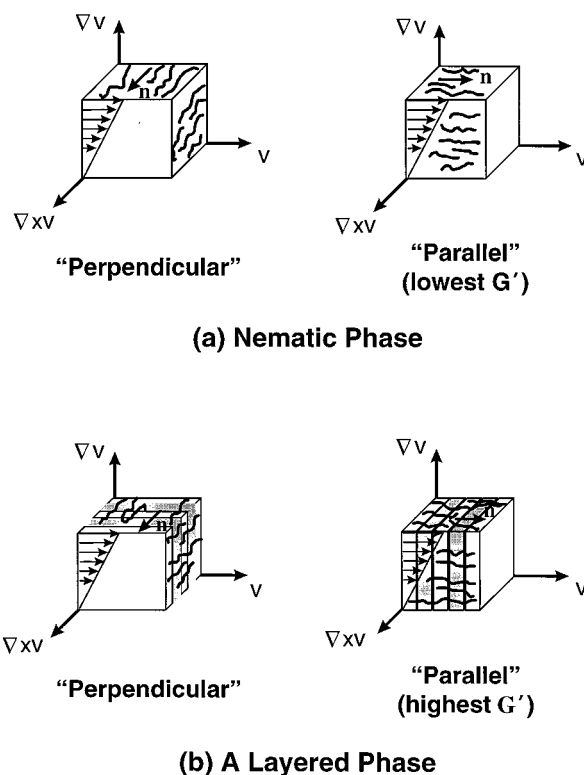 ∇v
∇v
n
n
v
v
∇xv
∇xv
“Perpendicular”
“Parallel”
(lowest G′)
(a) Nematic Phase
∇v
∇v
n
n
v
v
∇xv
∇xv
“Perpendicular”
“Parallel”
(highest G′)
(b) A Layered Phase